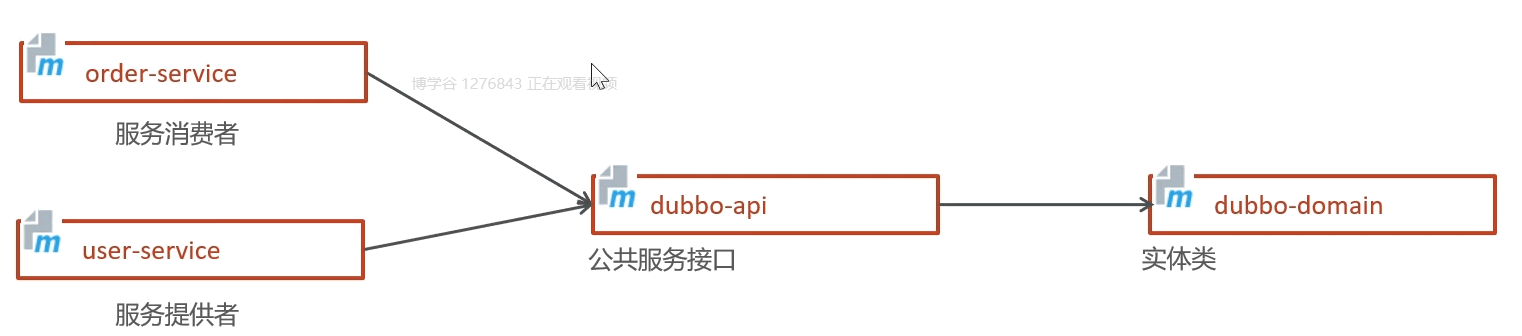 order-service
博学谷 1276843 正在观看视频
服务消费者
dubbo-api
dubbo-domain
user-service
公共服务接口
实体类
服务提供者